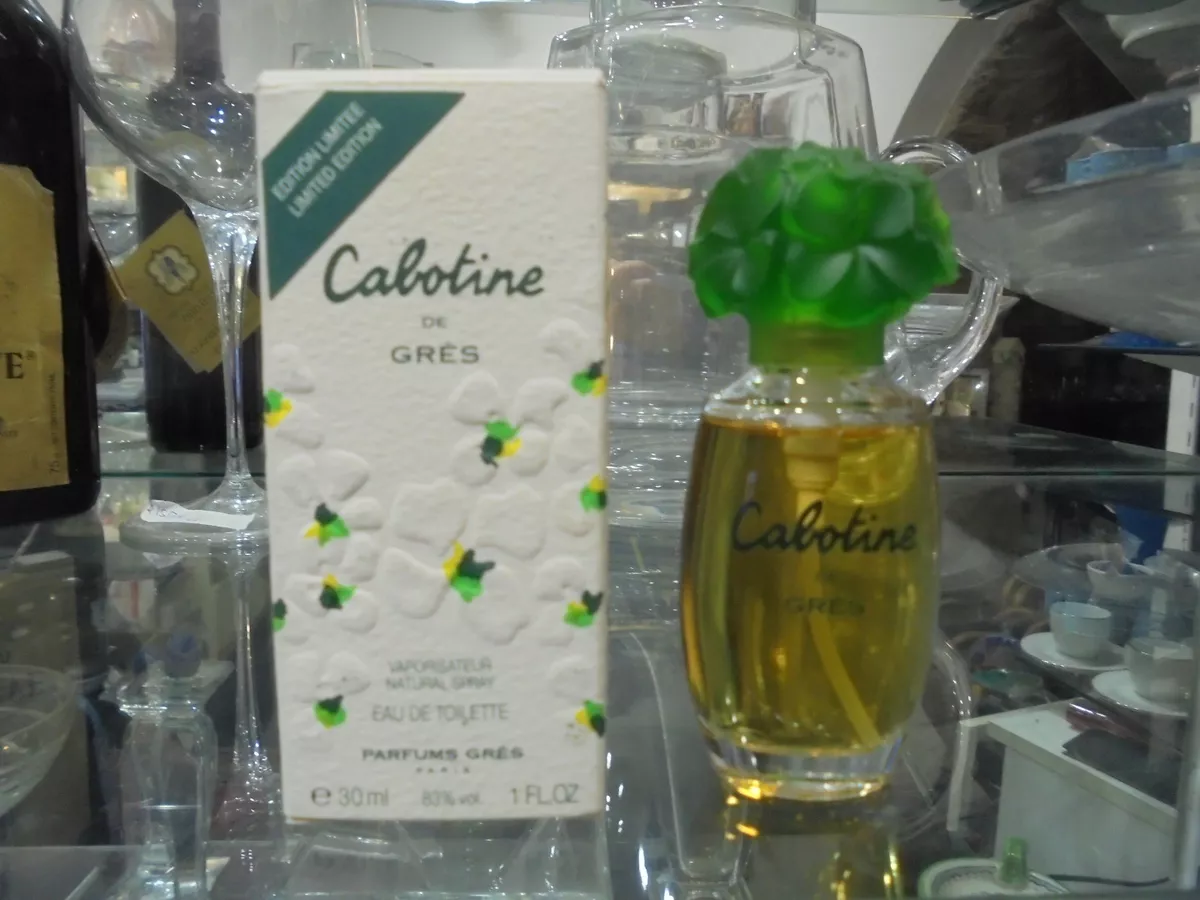 EDITION LIMITEE
LIMITED EDITION
Cabotine
DE
GRÈS
VAPORISATEUR
NATURAL SPRAY
EAU DE TOILETTE
PARFUMS GRÈS
PARIS
e 30 ml 83% vol. 1 FL.OZ
Cabotine
GRÈS